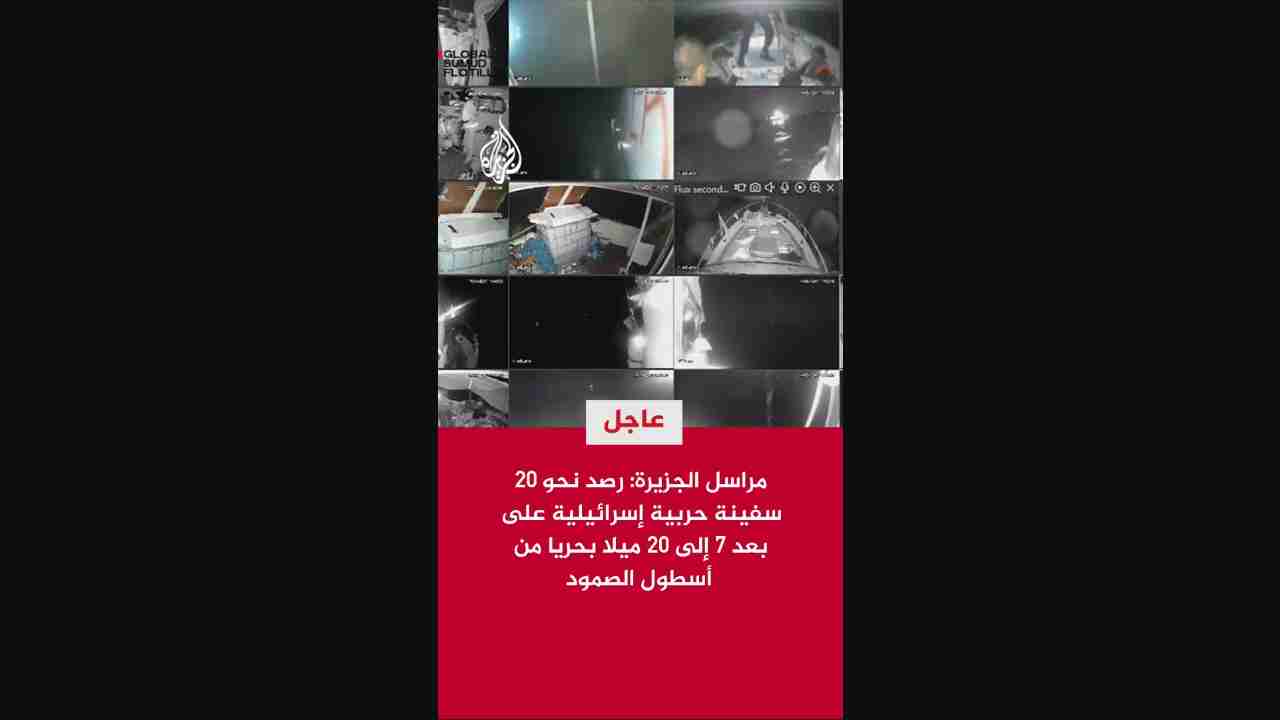 GLOBAL
SUMUD
FLOTILL
الجزيرة
Flux second...
عاجل
مراسل الجزيرة: رصد نحو 20
سفينة حربية إسرائيلية على
بعد 7 إلى 20 ميلا بحريا من
أسطول الصمود